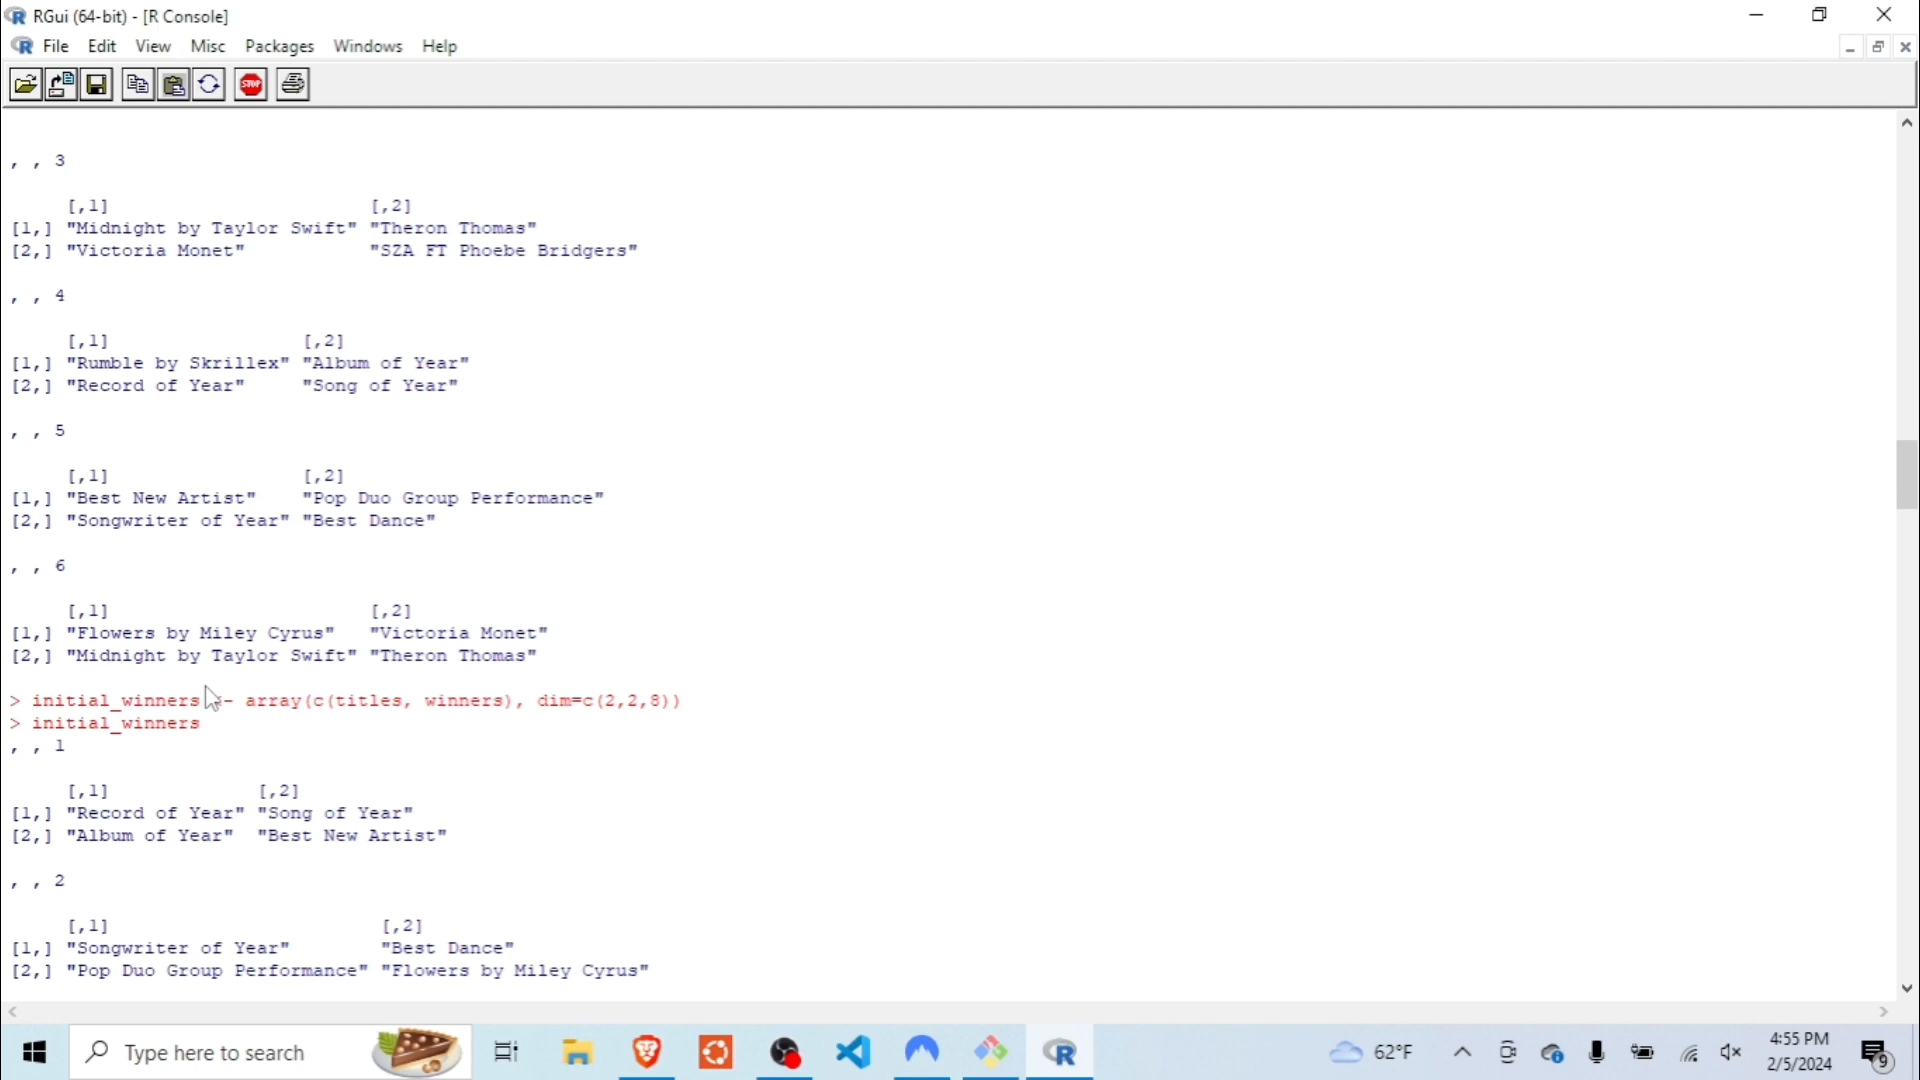 RGui (64-bit) - [R Console]
File Edit View Misc Packages Windows Help
STOP
, , 3
[,1] [,2]
[1,] "Midnight by Taylor Swift" "Theron Thomas"
[2,] "Victoria Monet" "SZA FT Phoebe Bridgers"
, , 4
[,1] [,2]
[1,] "Rumble by Skrillex" "Album of Year"
[2,] "Record of Year" "Song of Year"
, , 5
[,1] [,2]
[1,] "Best New Artist" "Pop Duo Group Performance"
[2,] "Songwriter of Year" "Best Dance"
, , 6
[,1] [,2]
[1,] "Flowers by Miley Cyrus" "Victoria Monet"
[2,] "Midnight by Taylor Swift" "Theron Thomas"
> initial_winners <- array(c(titles, winners), dim=c(2,2,8))
> initial_winners
, , 1
[,1] [,2]
[1,] "Record of Year" "Song of Year"
[2,] "Album of Year" "Best New Artist"
, , 2
[,1] [,2]
[1,] "Songwriter of Year" "Best Dance"
[2,] "Pop Duo Group Performance" "Flowers by Miley Cyrus"
Type here to search
62°F
4:55 PM
2/5/2024
9